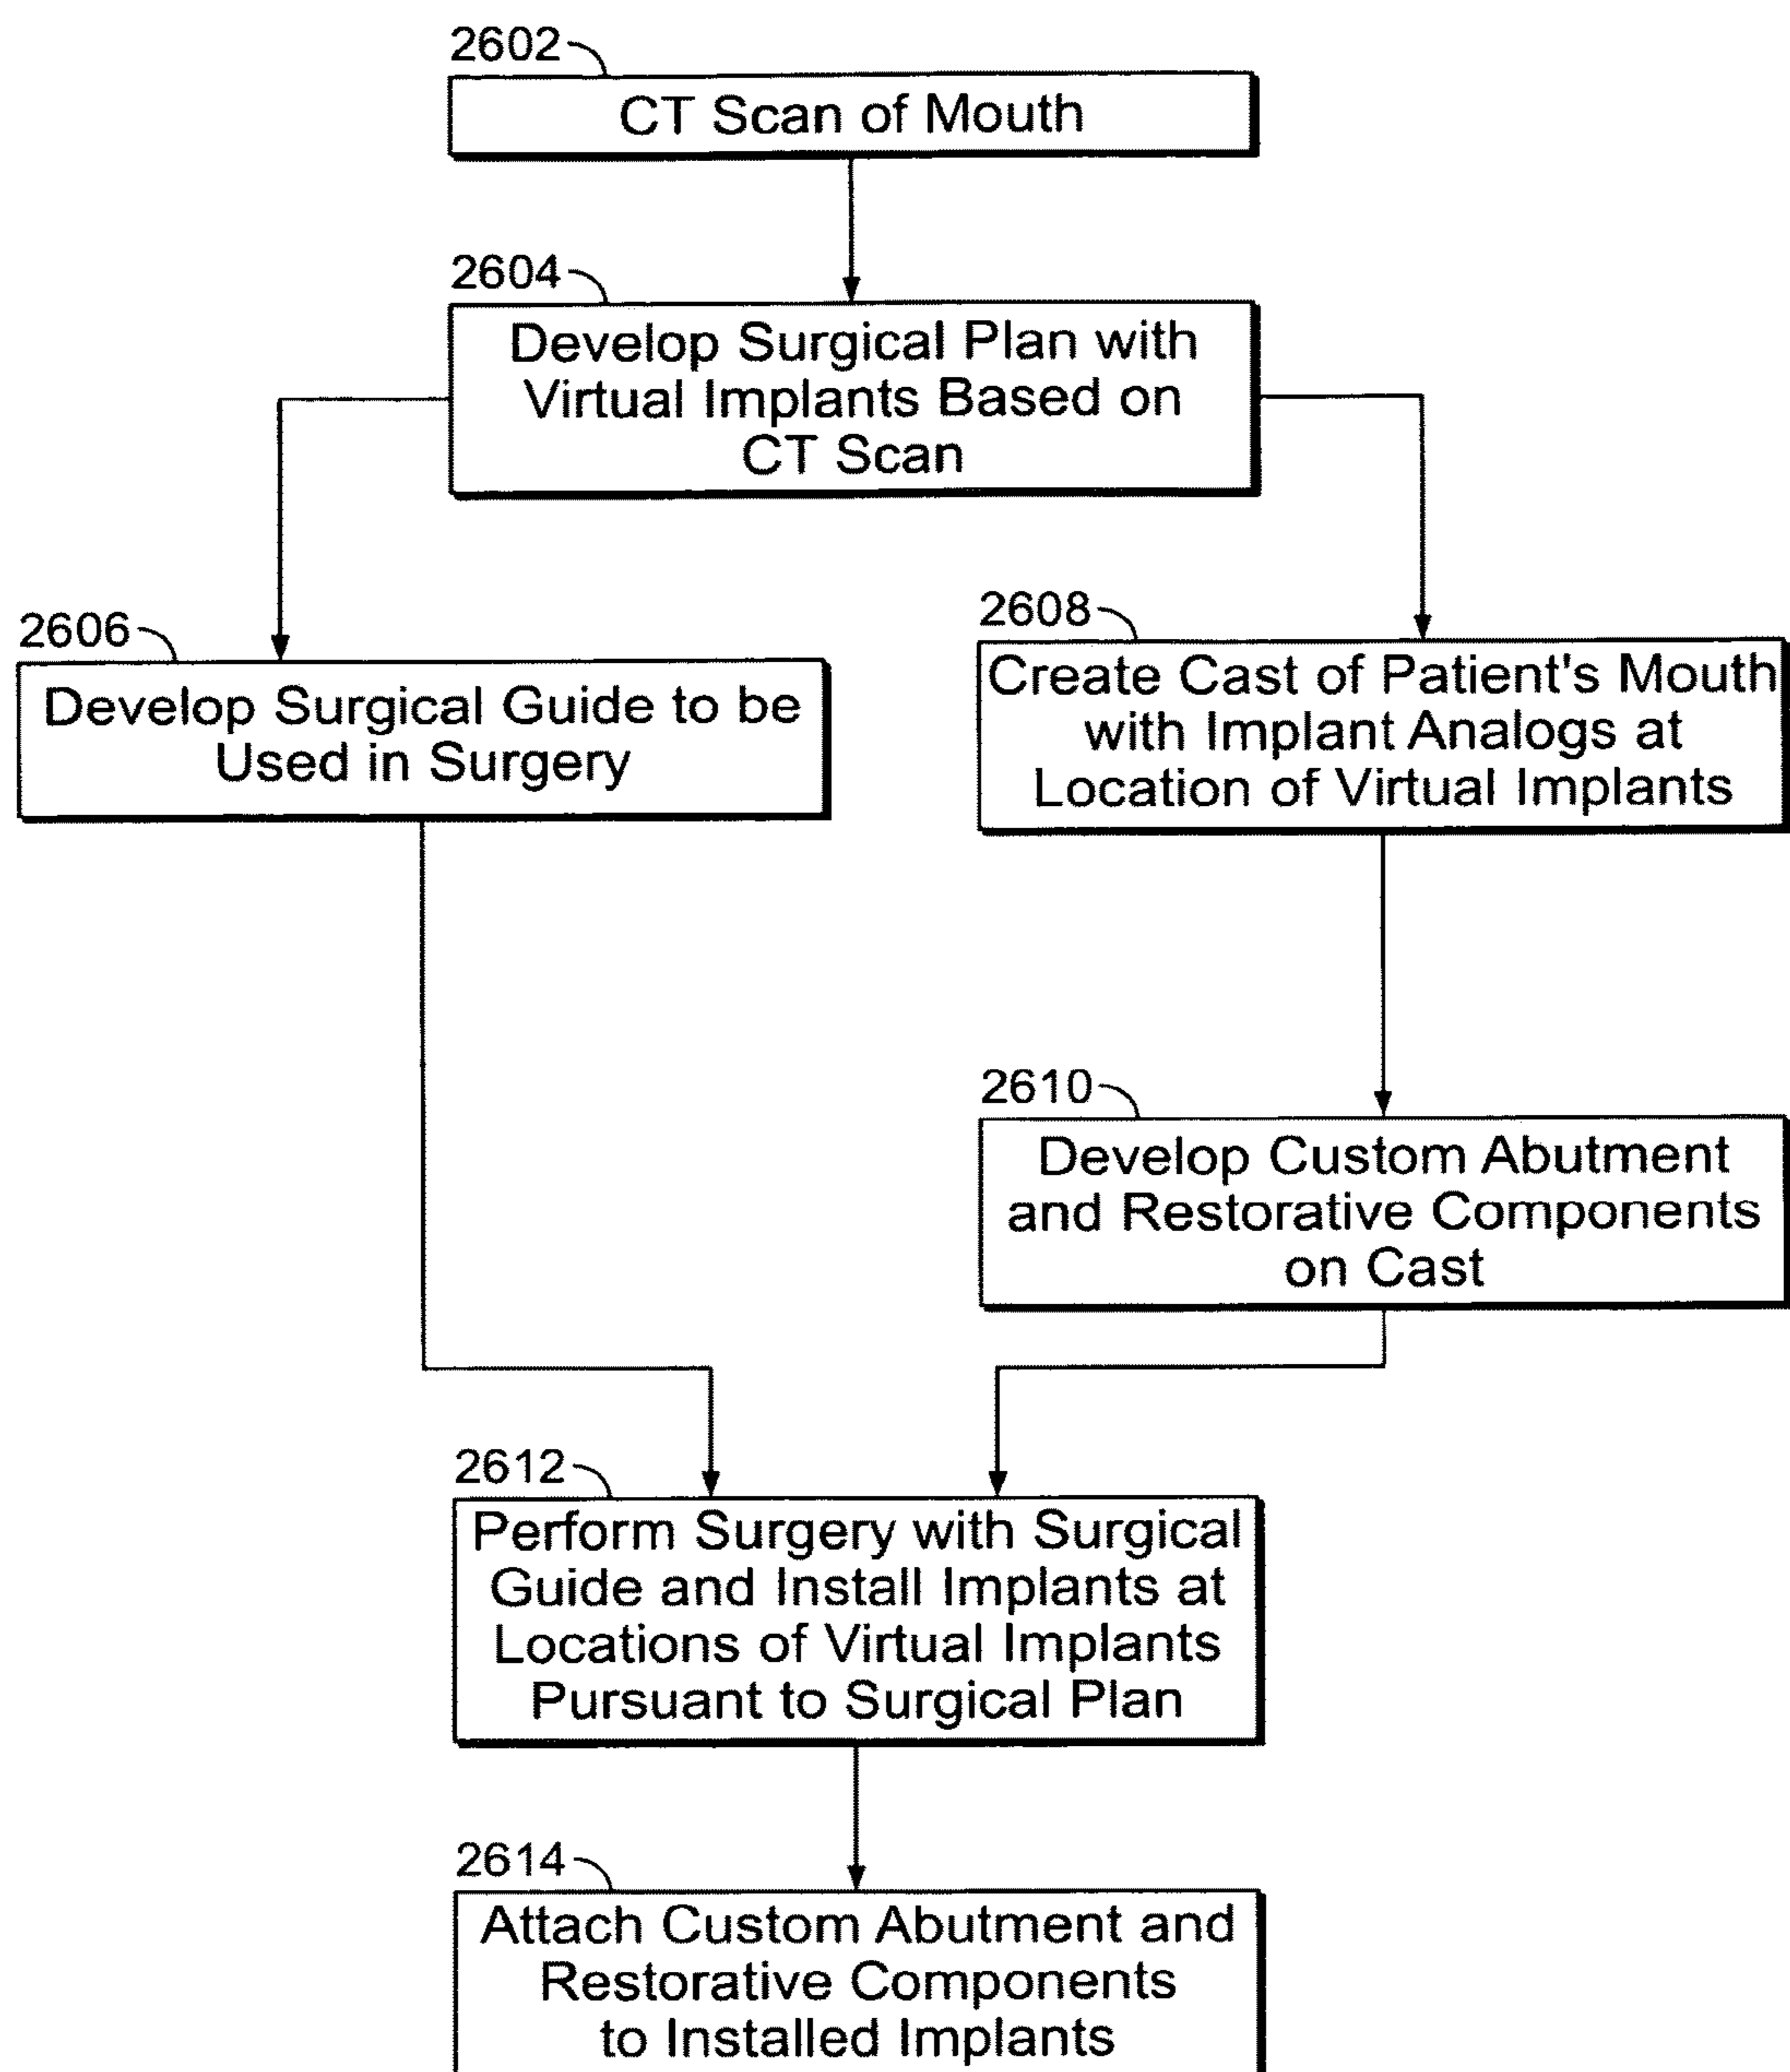 2602
CT Scan of Mouth
2604
Develop Surgical Plan with
Virtual Implants Based on
CT Scan
2606
Develop Surgical Guide to be
Used in Surgery
2608
Create Cast of Patient's Mouth
with Implant Analogs at
Location of Virtual Implants
2610
Develop Custom Abutment
and Restorative Components
on Cast
2612
Perform Surgery with Surgical
Guide and Install Implants at
Locations of Virtual Implants
Pursuant to Surgical Plan
2614
Attach Custom Abutment and
Restorative Components
to Installed Implants